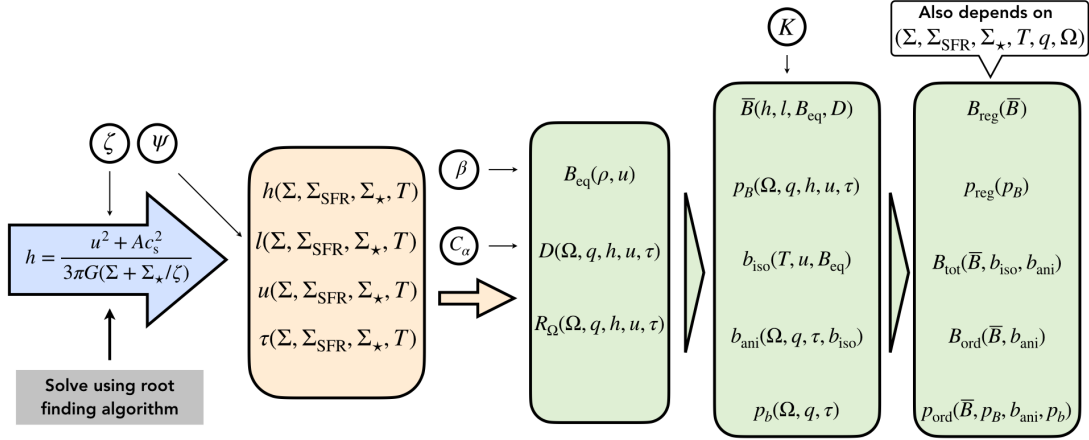 Also depends on
(Σ, Σ_SFR, Σ_⋆, T, q, Ω)
K
ζ
ψ
h = (u² + Ac_s²) / (3πG(Σ + Σ_⋆/ζ))
Solve using root
finding algorithm
h(Σ, Σ_SFR, Σ_⋆, T)
l(Σ, Σ_SFR, Σ_⋆, T)
u(Σ, Σ_SFR, Σ_⋆, T)
τ(Σ, Σ_SFR, Σ_⋆, T)
β
C_α
B_eq(ρ, u)
D(Ω, q, h, u, τ)
R_Ω(Ω, q, h, u, τ)
B̅(h, l, B_eq, D)
p_B(Ω, q, h, u, τ)
b_iso(T, u, B_eq)
b_ani(Ω, q, τ, b_iso)
p_b(Ω, q, τ)
B_reg(B̅)
p_reg(p_B)
B_tot(B̅, b_iso, b_ani)
B_ord(B̅, b_ani)
p_ord(B̅, p_B, b_ani, p_b)